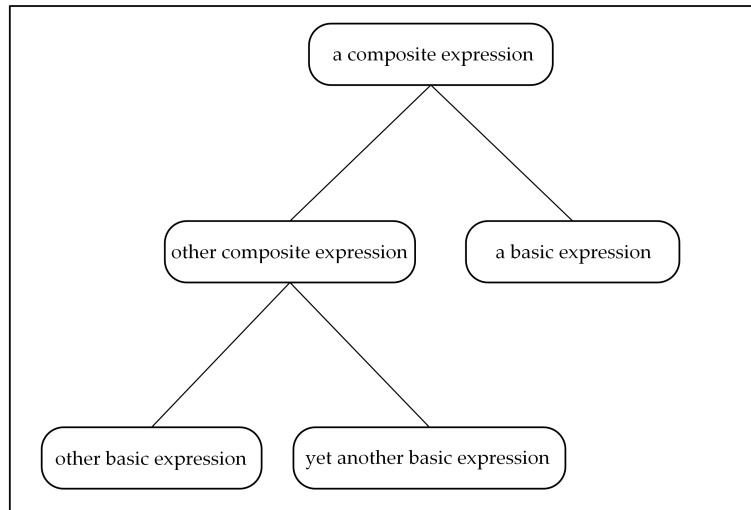 a composite expression
other composite expression
a basic expression
other basic expression
yet another basic expression